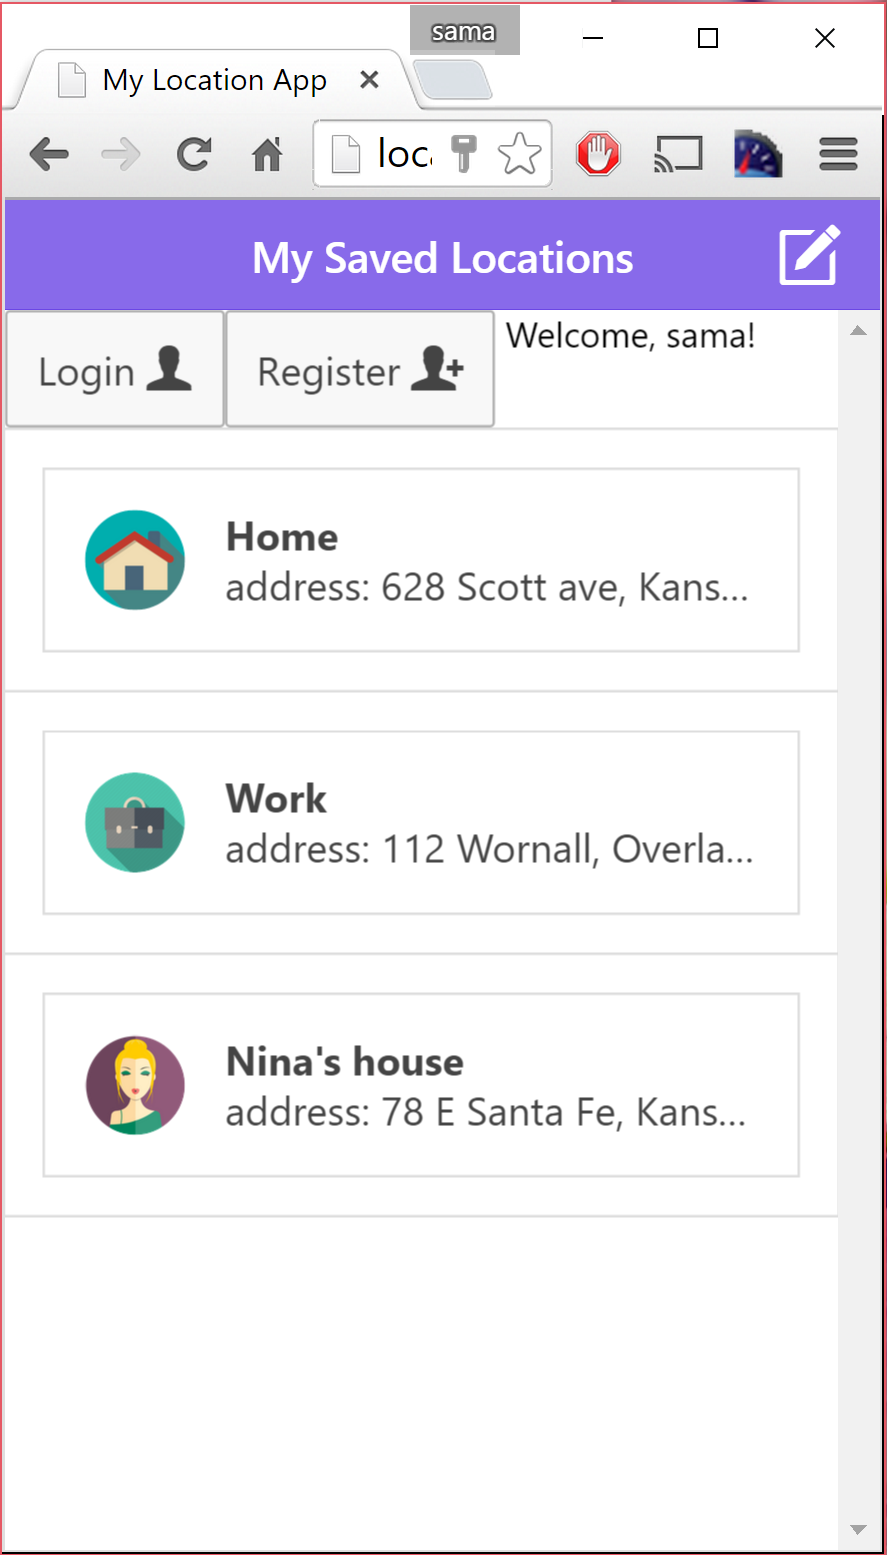 sama
My Location App
loca
My Saved Locations
Login
Register
Welcome, sama!
Home
address: 628 Scott ave, Kans...
Work
address: 112 Wornall, Overla...
Nina's house
address: 78 E Santa Fe, Kans...